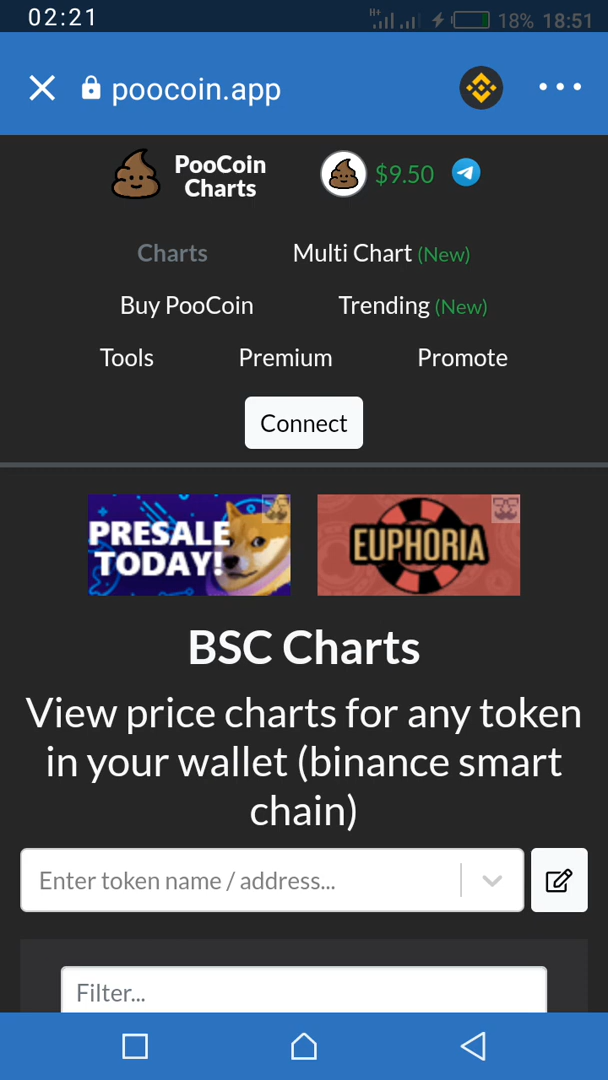 02:21
H+
18% 18:51
poocoin.app
PooCoin
Charts
$9.50
Charts
Multi Chart (New)
Buy PooCoin
Trending (New)
Tools
Premium
Promote
Connect
PRESALE
TODAY!
EUPHORIA
BSC Charts
View price charts for any token
in your wallet (binance smart
chain)
Enter token name / address...
Filter...